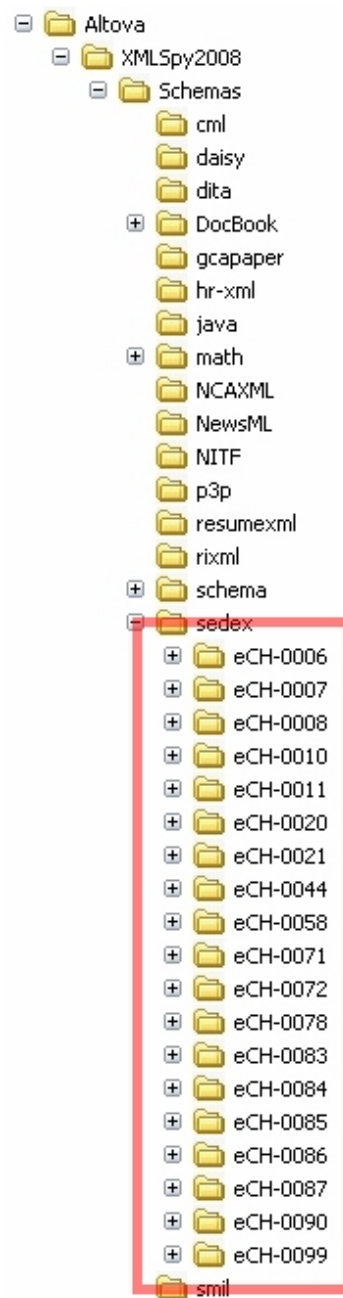 Altova
XMLSpy2008
Schemas
cml
daisy
dita
DocBook
gcapaper
hr-xml
java
math
NCAXML
NewsML
NITF
p3p
resumexml
rixml
schema
sedex
eCH-0006
eCH-0007
eCH-0008
eCH-0010
eCH-0011
eCH-0020
eCH-0021
eCH-0044
eCH-0058
eCH-0071
eCH-0072
eCH-0078
eCH-0083
eCH-0084
eCH-0085
eCH-0086
eCH-0087
eCH-0090
eCH-0099
smil